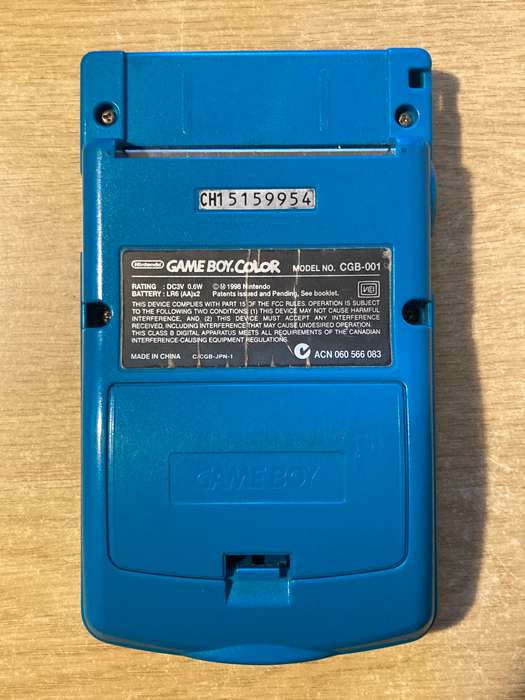 CH15159954
Nintendo GAME BOY COLOR MODEL NO. CGB-001
RATING : DC3V 0.6W © M 1998 Nintendo
BATTERY : LR6 (AA)x2 Patents issued and Pending, See booklet.
THIS DEVICE COMPLIES WITH PART 15 OF THE FCC RULES. OPERATION IS SUBJECT
TO THE FOLLOWING TWO CONDITIONS (1) THIS DEVICE MAY NOT CAUSE HARMFUL
INTERFERENCE, AND, (2) THIS DEVICE MUST ACCEPT ANY INTERFERENCE
RECEIVED, INCLUDING INTERFERENCE THAT MAY CAUSE UNDESIRED OPERATION.
THIS CLASS B DIGITAL APPARATUS MEETS ALL REQUIREMENTS OF THE CANADIAN
INTERFERENCE-CAUSING EQUIPMENT REGULATIONS.
MADE IN CHINA C/CGB-JPN-1 ACN 060 566 083
GAME BOY